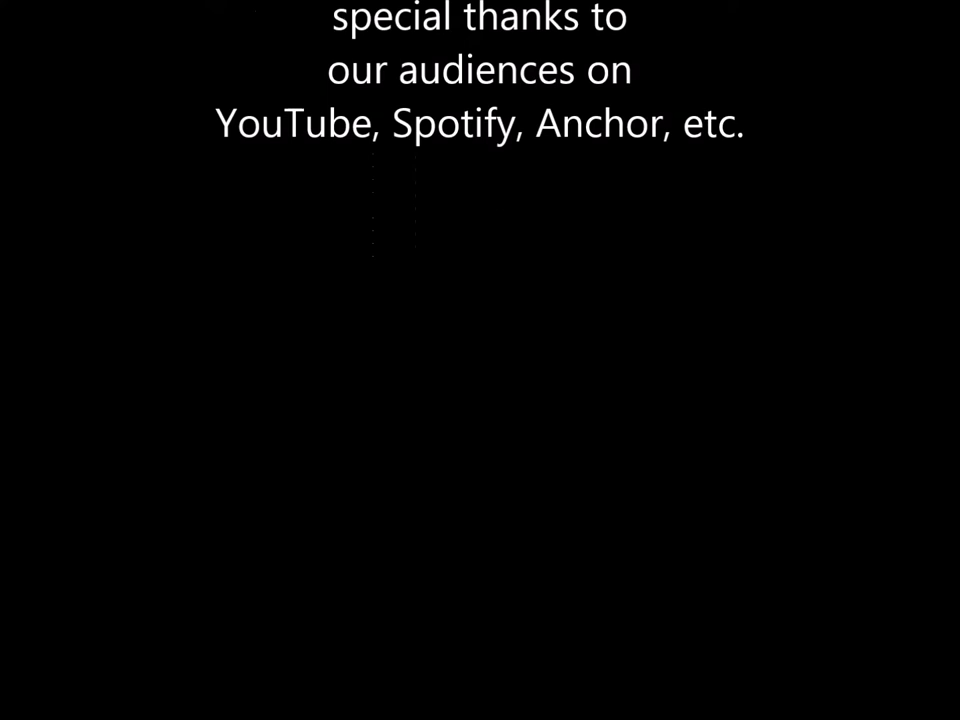 special thanks to
our audiences on
YouTube, Spotify, Anchor, etc.